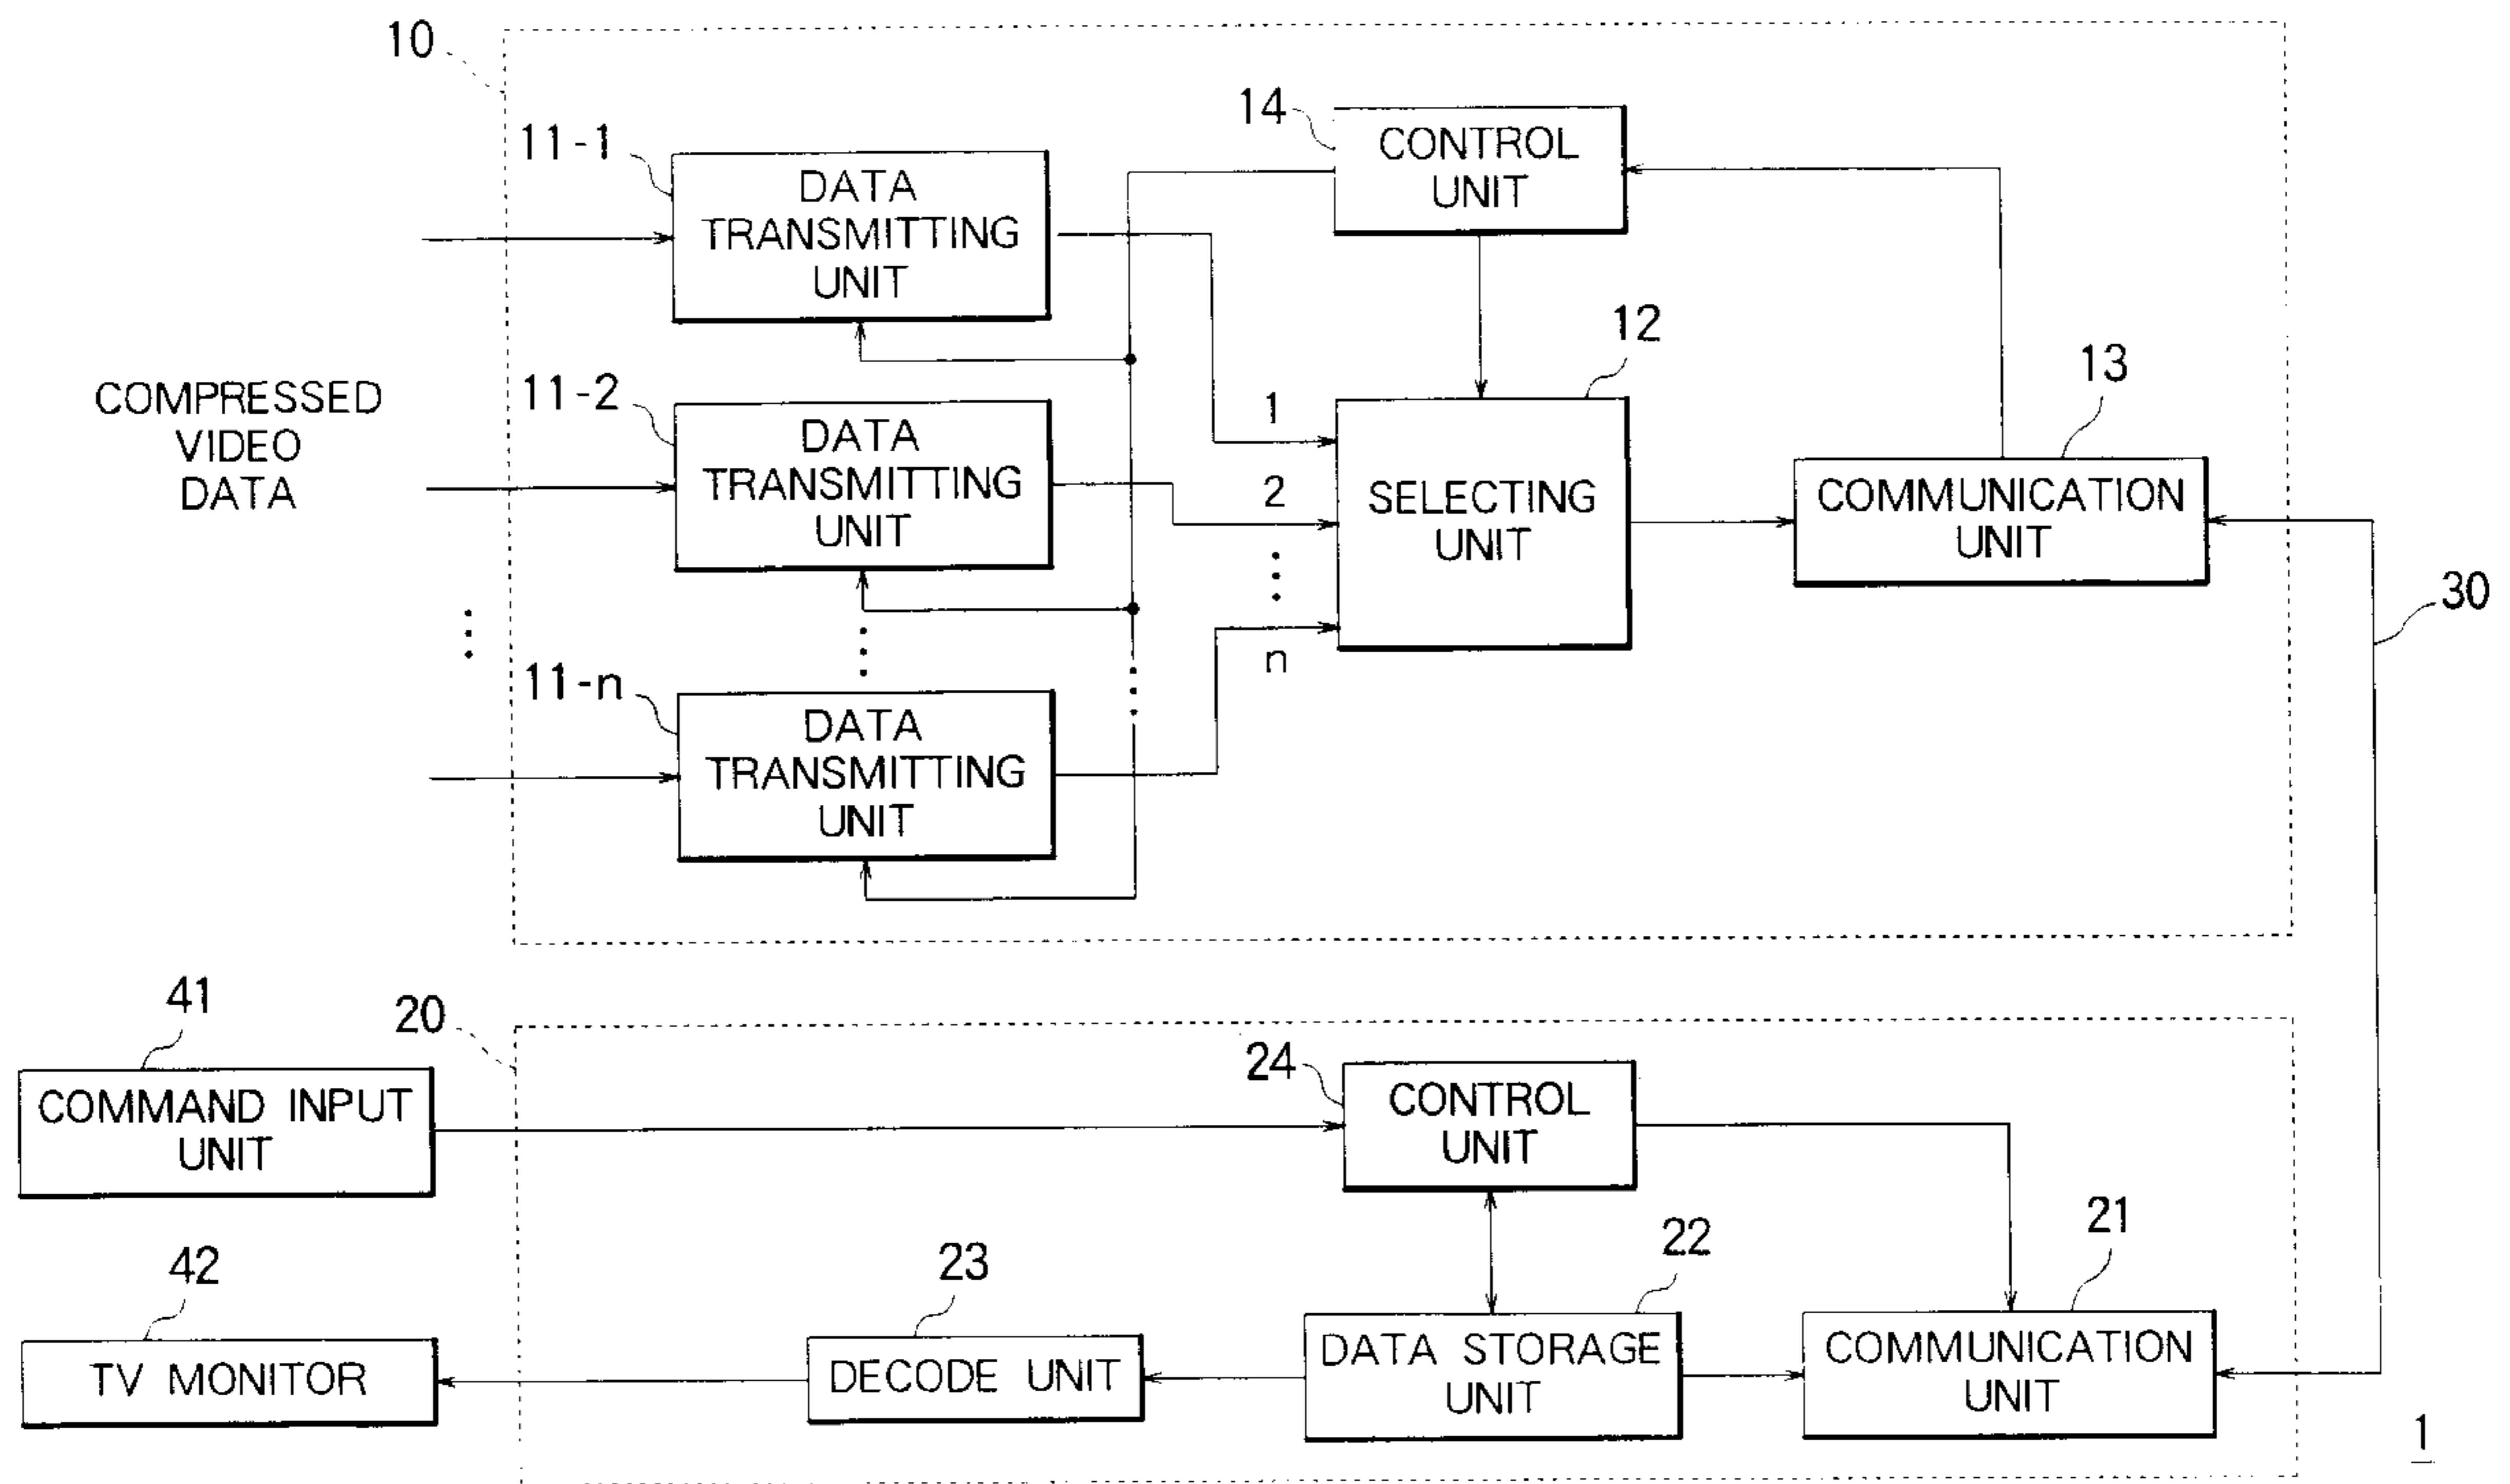 10
14
CONTROL
UNIT
11-1
DATA
TRANSMITTING
UNIT
12
13
COMPRESSED
VIDEO
DATA
11-2
DATA
TRANSMITTING
UNIT
1
2
n
SELECTING
UNIT
COMMUNICATION
UNIT
30
11-n
DATA
TRANSMITTING
UNIT
41
COMMAND INPUT
UNIT
20
24
CONTROL
UNIT
42
TV MONITOR
23
DECODE UNIT
22
DATA STORAGE
UNIT
21
COMMUNICATION
UNIT
1